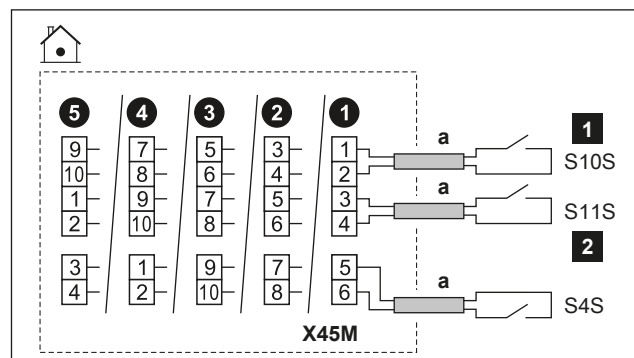 5 4 3 2 1
9 7 5 3 1 a 1
10 8 6 4 2 S10S
1 9 7 5 3 a S11S
2 10 8 6 4 2
3 1 9 7 5 a
4 2 10 8 6 S4S
X45M